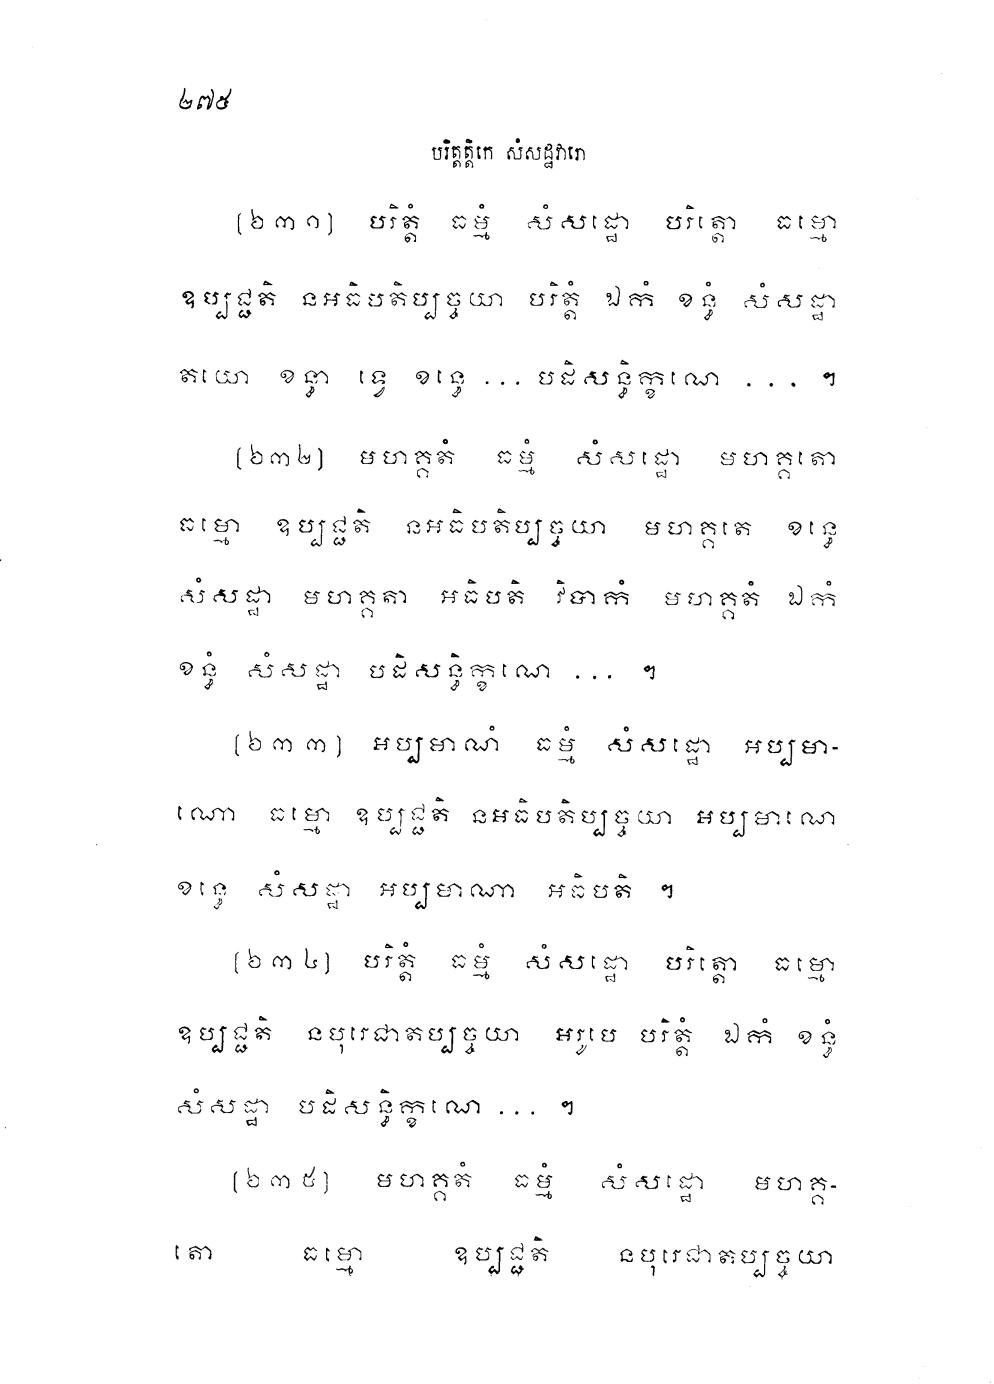 ២៧៥
បរិត្តត្តិកេ សំសដ្ឋវារោ
[៦៣១] បរិត្តំ ធម្មំ សំសដ្ឋោ បរិត្តោ ធម្មោ
ឧប្បជ្ជតិ នអធិបតិប្បច្ចយា បរិត្តំ ឯកំ ខន្ធំ សំសដ្ឋា
តយោ ខន្ធា ទ្វេ ខន្ធេ ... បដិសន្ធិក្ខណេ ... ។
[៦៣២] មហគ្គតំ ធម្មំ សំសដ្ឋោ មហគ្គតោ
ធម្មោ ឧប្បជ្ជតិ នអធិបតិប្បច្ចយា មហគ្គតេ ខន្ធេ
សំសដ្ឋា មហគ្គតា អធិបតិ វិបាកំ មហគ្គតំ ឯកំ
ខន្ធំ សំសដ្ឋា បដិសន្ធិក្ខណេ ... ។
[៦៣៣] អប្បមាណំ ធម្មំ សំសដ្ឋោ អប្បមា-
ណោ ធម្មោ ឧប្បជ្ជតិ នអធិបតិប្បច្ចយា អប្បមាណេ
ខន្ធេ សំសដ្ឋា អប្បមាណា អធិបតិ ។
[៦៣៤] បរិត្តំ ធម្មំ សំសដ្ឋោ បរិត្តោ ធម្មោ
ឧប្បជ្ជតិ នបុរេជាតប្បច្ចយា អរូបេ បរិត្តំ ឯកំ ខន្ធំ
សំសដ្ឋា បដិសន្ធិក្ខណេ ... ។
[៦៣៥] មហគ្គតំ ធម្មំ សំសដ្ឋោ មហគ្គ-
តោ ធម្មោ ឧប្បជ្ជតិ នបុរេជាតប្បច្ចយា